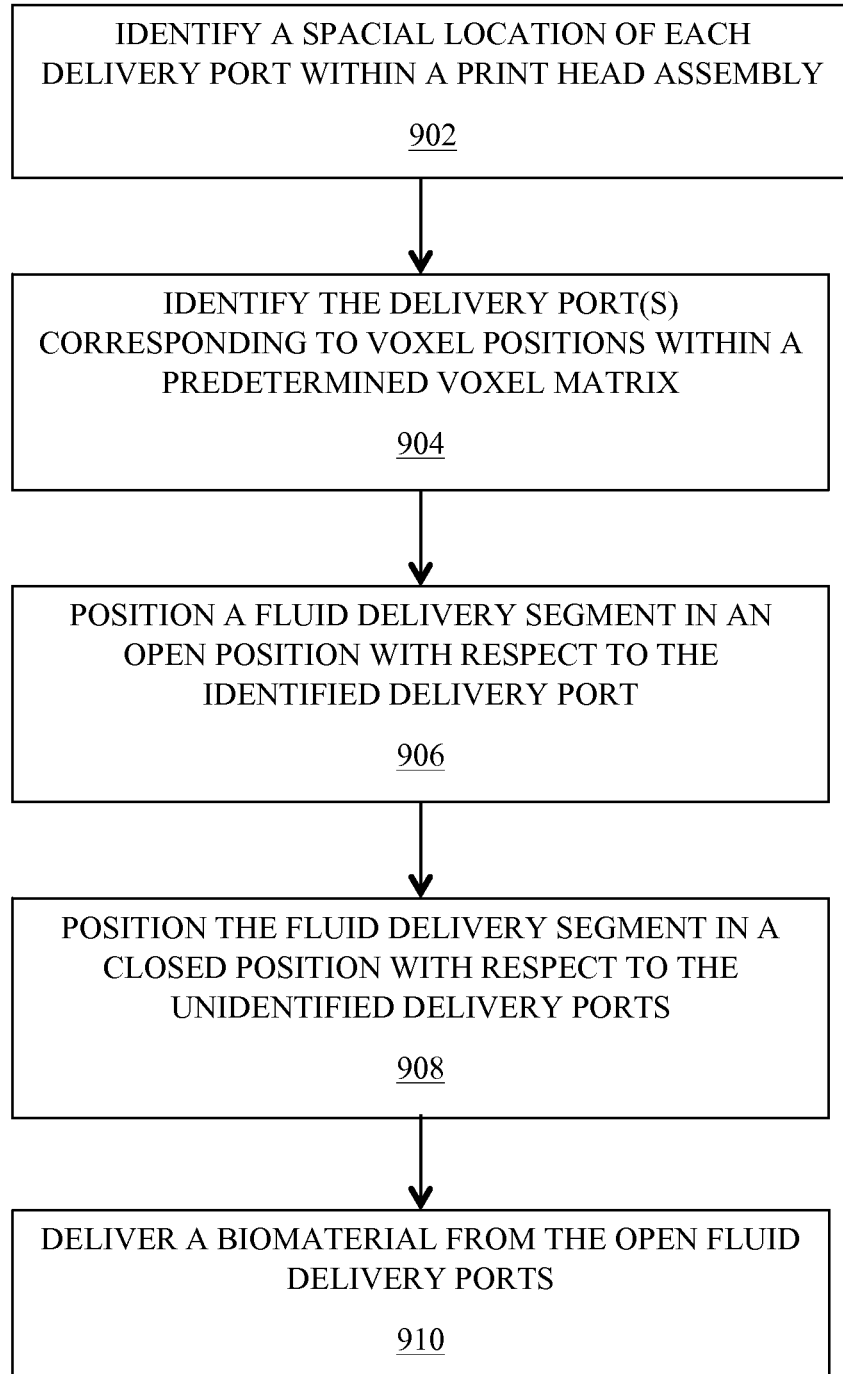 IDENTIFY A SPACIAL LOCATION OF EACH
DELIVERY PORT WITHIN A PRINT HEAD ASSEMBLY
902
IDENTIFY THE DELIVERY PORT(S)
CORRESPONDING TO VOXEL POSITIONS WITHIN A
PREDETERMINED VOXEL MATRIX
904
POSITION A FLUID DELIVERY SEGMENT IN AN
OPEN POSITION WITH RESPECT TO THE
IDENTIFIED DELIVERY PORT
906
POSITION THE FLUID DELIVERY SEGMENT IN A
CLOSED POSITION WITH RESPECT TO THE
UNIDENTIFIED DELIVERY PORTS
908
DELIVER A BIOMATERIAL FROM THE OPEN FLUID
DELIVERY PORTS
910